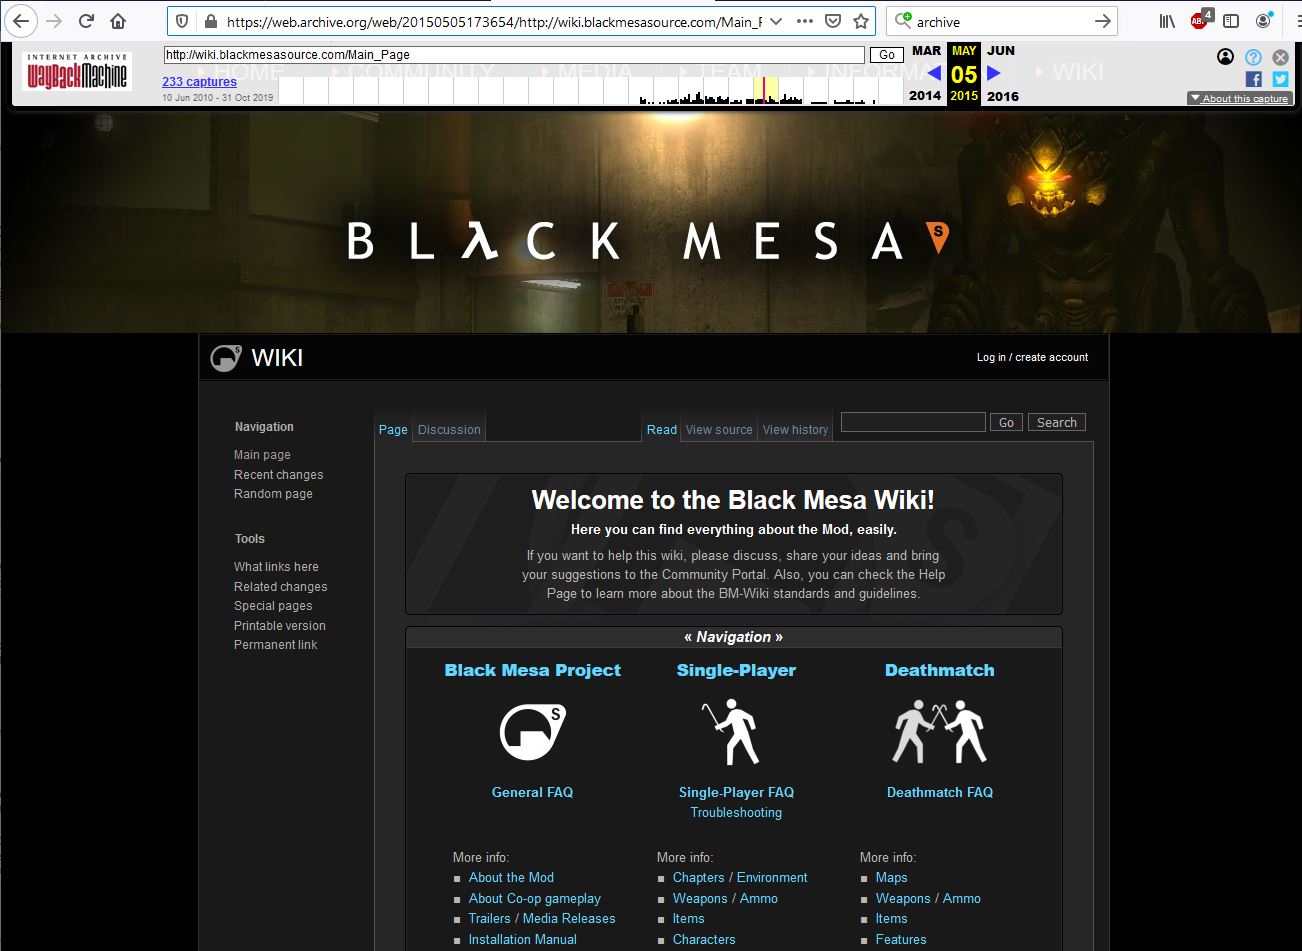 https://web.archive.org/web/20150505173654/http://wiki.blackmesasource.com/Main_F
archive
4
INTERNET ARCHIVE
WayBackMachine
http://wiki.blackmesasource.com/Main_Page
Go
MAR MAY JUN
HOME COMMUNITY MEDIA TEAM INFORMAT WIKI
233 captures
05
10 Jun 2010 - 31 Oct 2019
2014 2015 2016
About this capture
BLλCK MESA S
WIKI
Log in / create account
Navigation
Main page
Recent changes
Random page
Tools
What links here
Related changes
Special pages
Printable version
Permanent link
Page Discussion Read View source View history Go Search
Welcome to the Black Mesa Wiki!
Here you can find everything about the Mod, easily.
If you want to help this wiki, please discuss, share your ideas and bring
your suggestions to the Community Portal. Also, you can check the Help
Page to learn more about the BM-Wiki standards and guidelines.
« Navigation »
Black Mesa Project
S
General FAQ
More info:
About the Mod
About Co-op gameplay
Trailers / Media Releases
Installation Manual
Single-Player
Single-Player FAQ
Troubleshooting
More info:
Chapters / Environment
Weapons / Ammo
Items
Characters
Deathmatch
Deathmatch FAQ
More info:
Maps
Weapons / Ammo
Items
Features